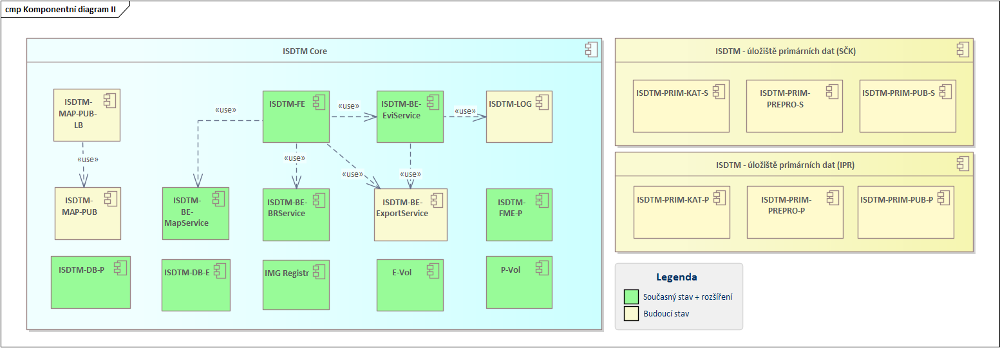 cmp Komponentní diagram II
ISDTM Core
ISDTM-
MAP-PUB-
LB
ISDTM-FE
ISDTM-BE-
EviService
ISDTM-LOG
«use»
«use»
«use»
«use»
«use»
«use»
«use»
ISDTM-
MAP-PUB
ISDTM-
BE-
MapService
ISDTM-BE-
BRService
ISDTM-BE-
ExportService
ISDTM-
FME-P
ISDTM-DB-P
ISDTM-DB-E
IMG Registr
E-Vol
P-Vol
ISDTM - úložiště primárních dat (SČK)
ISDTM-PRIM-KAT-S
ISDTM-PRIM-
PREPRO-S
ISDTM-PRIM-PUB-S
ISDTM - úložiště primárních dat (IPR)
ISDTM-PRIM-KAT-P
ISDTM-PRIM-
PREPRO-P
ISDTM-PRIM-PUB-P
Legenda
Současný stav + rozšíření
Budoucí stav